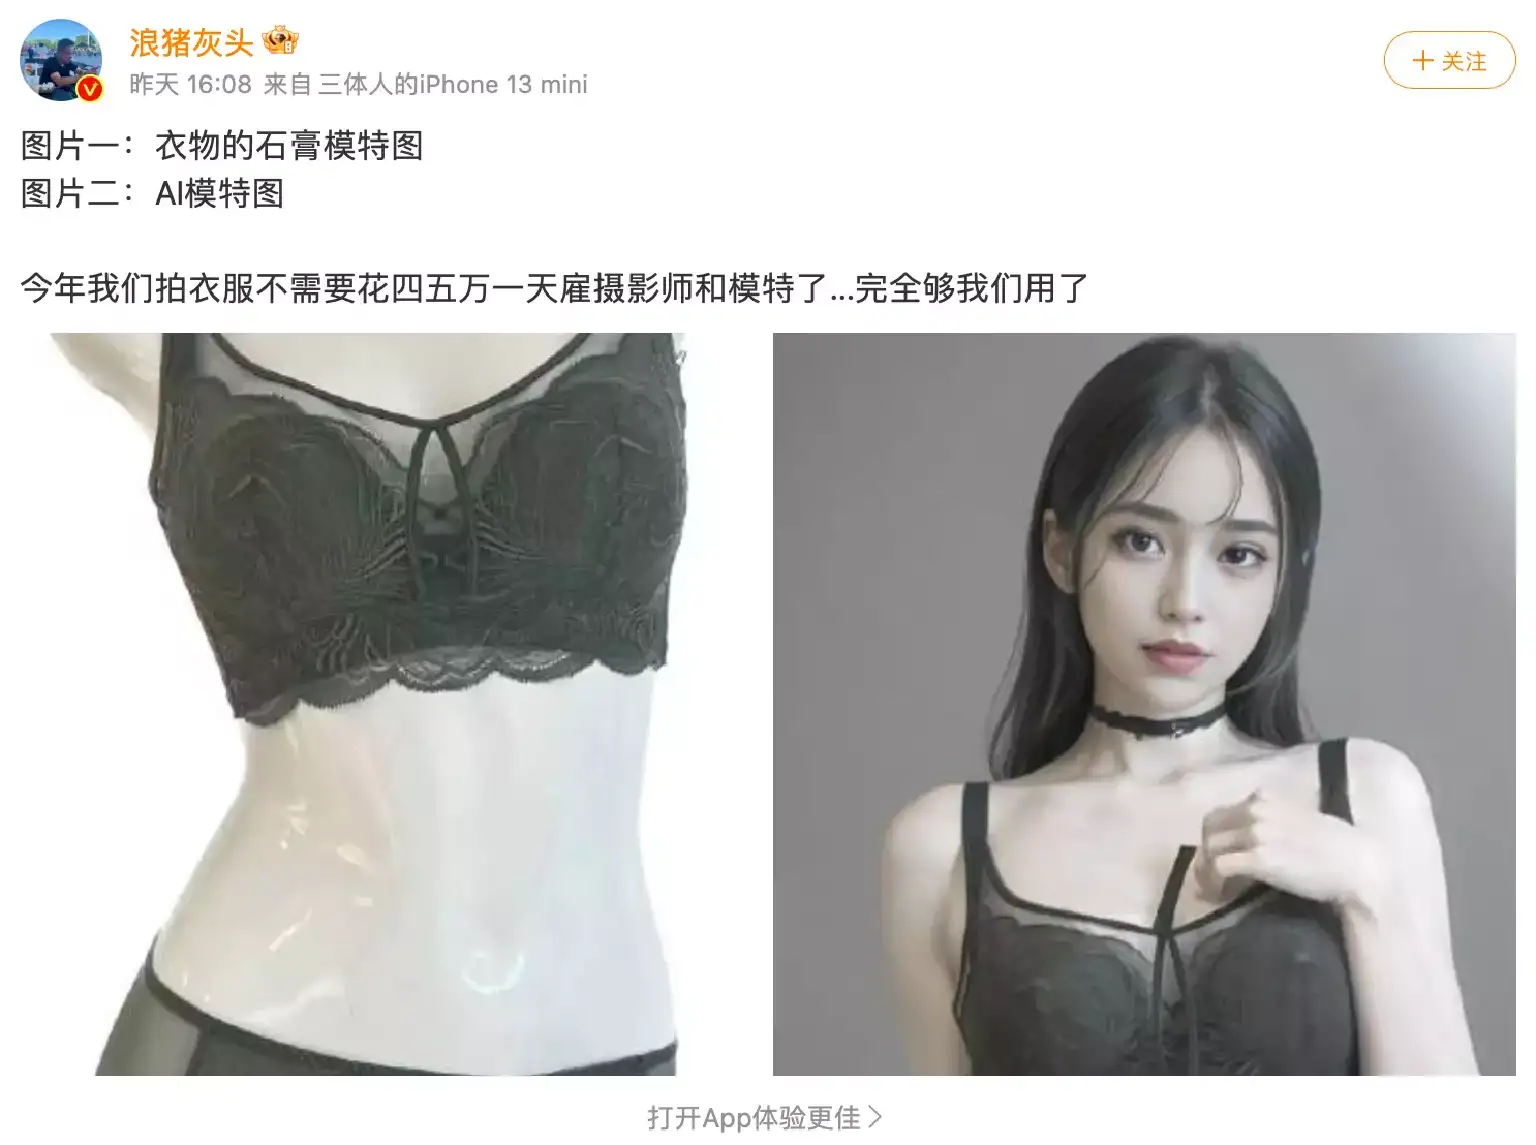 浪猪灰头
昨天 16:08 来自 三体人的iPhone 13 mini
+关注
图片一：衣物的石膏模特图
图片二：AI模特图
今年我们拍衣服不需要花四五万一天雇摄影师和模特了...完全够我们用了
打开App体验更佳